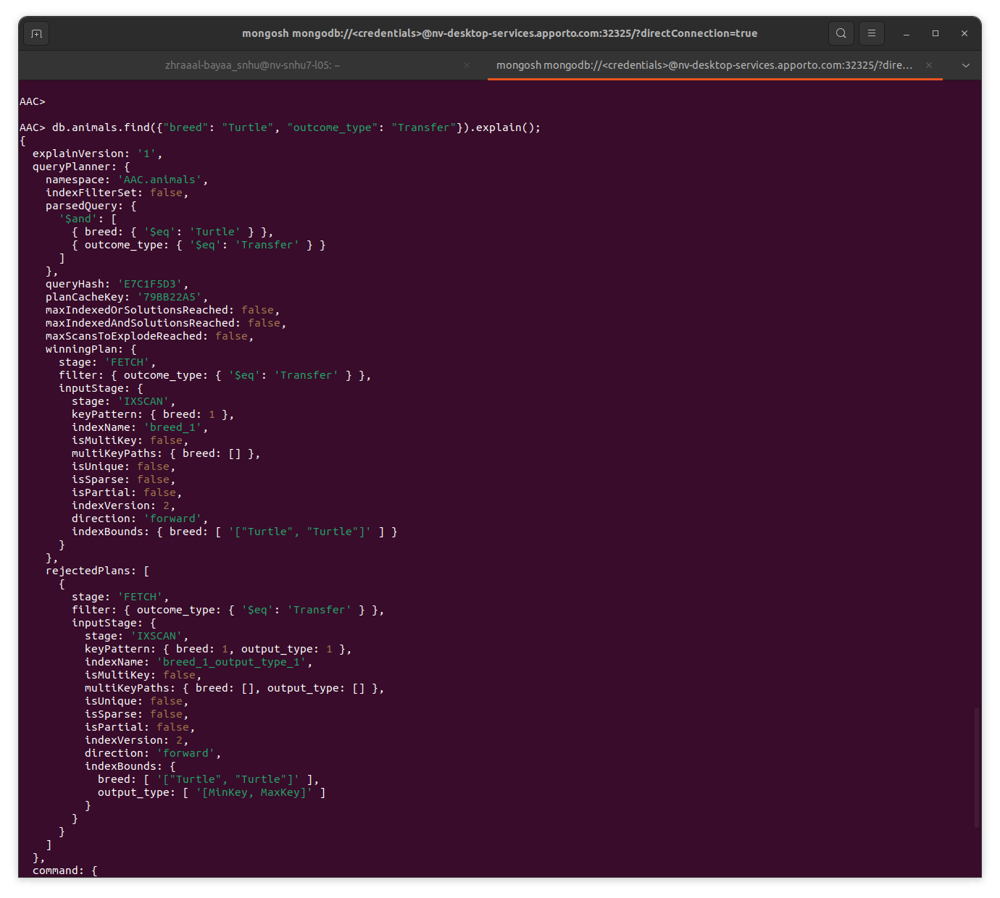 mongosh mongodb://<credentials>@nv-desktop-services.apporto.com:32325/?directConnection=true
zhraaal-bayaa_snhu@nv-snhu7-l05: ~
mongosh mongodb://<credentials>@nv-desktop-services.apporto.com:32325/?dire...
AAC>
AAC> db.animals.find({"breed": "Turtle", "outcome_type": "Transfer"}).explain();
{
  explainVersion: '1',
  queryPlanner: {
    namespace: 'AAC.animals',
    indexFilterSet: false,
    parsedQuery: {
      '$and': [
        { breed: { '$eq': 'Turtle' } },
        { outcome_type: { '$eq': 'Transfer' } }
      ]
    },
    queryHash: 'E7C1F5D3',
    planCacheKey: '79BB22A5',
    maxIndexedOrSolutionsReached: false,
    maxIndexedAndSolutionsReached: false,
    maxScansToExplodeReached: false,
    winningPlan: {
      stage: 'FETCH',
      filter: { outcome_type: { '$eq': 'Transfer' } },
      inputStage: {
        stage: 'IXSCAN',
        keyPattern: { breed: 1 },
        indexName: 'breed_1',
        isMultiKey: false,
        multiKeyPaths: { breed: [] },
        isUnique: false,
        isSparse: false,
        isPartial: false,
        indexVersion: 2,
        direction: 'forward',
        indexBounds: { breed: [ '["Turtle", "Turtle"]' ] }
      }
    },
    rejectedPlans: [
      {
        stage: 'FETCH',
        filter: { outcome_type: { '$eq': 'Transfer' } },
        inputStage: {
          stage: 'IXSCAN',
          keyPattern: { breed: 1, output_type: 1 },
          indexName: 'breed_1_output_type_1',
          isMultiKey: false,
          multiKeyPaths: { breed: [], output_type: [] },
          isUnique: false,
          isSparse: false,
          isPartial: false,
          indexVersion: 2,
          direction: 'forward',
          indexBounds: {
            breed: [ '["Turtle", "Turtle"]' ],
            output_type: [ '[MinKey, MaxKey]' ]
          }
        }
      }
    ]
  },
  command: {